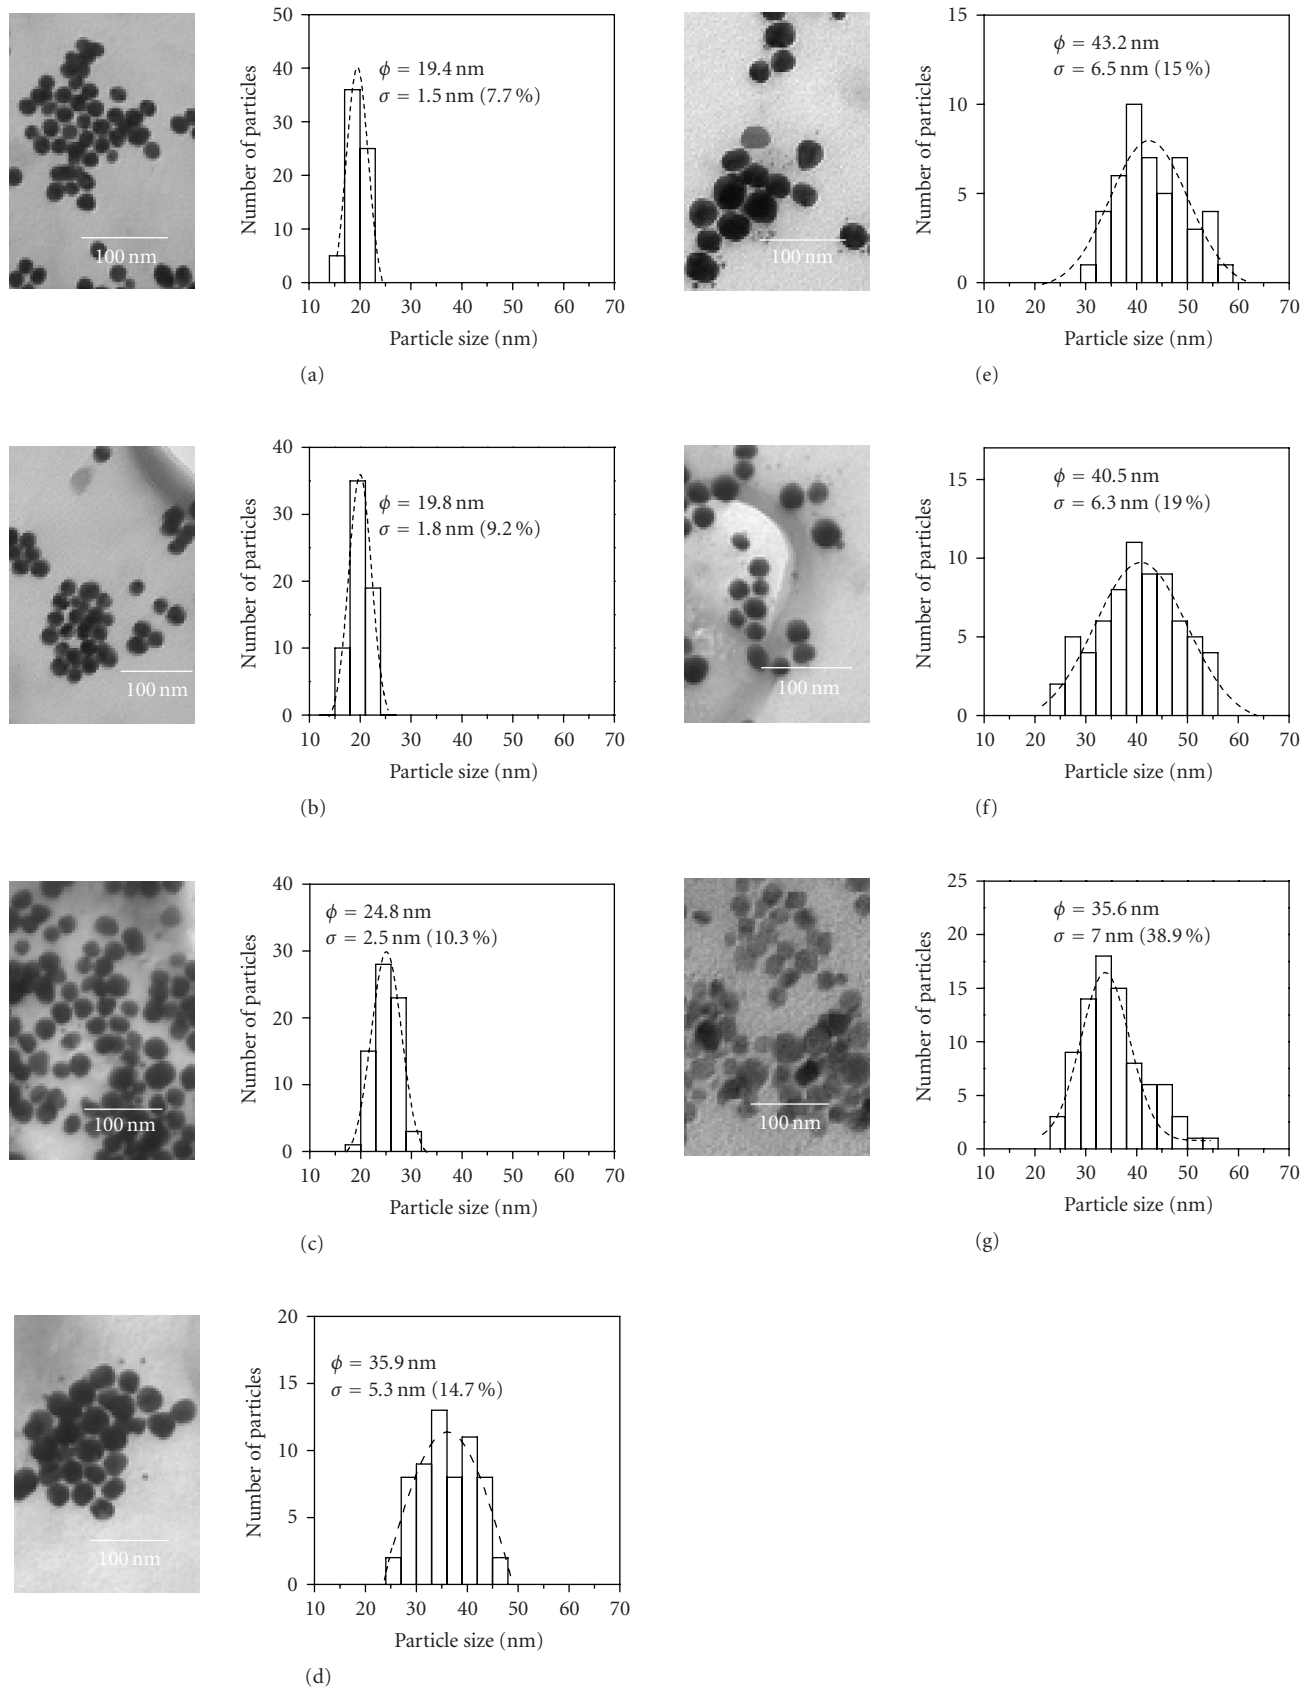 100 nm
50
40
30
20
10
0
Number of particles
ϕ = 19.4 nm
σ = 1.5 nm (7.7 %)
10 20 30 40 50 60 70
Particle size (nm)
(a)
100 nm
15
10
5
0
Number of particles
ϕ = 43.2 nm
σ = 6.5 nm (15 %)
10 20 30 40 50 60 70
Particle size (nm)
(e)
100 nm
40
30
20
10
0
Number of particles
ϕ = 19.8 nm
σ = 1.8 nm (9.2 %)
10 20 30 40 50 60 70
Particle size (nm)
(b)
100 nm
15
10
5
0
Number of particles
ϕ = 40.5 nm
σ = 6.3 nm (19 %)
10 20 30 40 50 60 70
Particle size (nm)
(f)
100 nm
40
30
20
10
0
Number of particles
ϕ = 24.8 nm
σ = 2.5 nm (10.3 %)
10 20 30 40 50 60 70
Particle size (nm)
(c)
100 nm
25
20
15
10
5
0
Number of particles
ϕ = 35.6 nm
σ = 7 nm (38.9 %)
10 20 30 40 50 60 70
Particle size (nm)
(g)
100 nm
20
15
10
5
0
Number of particles
ϕ = 35.9 nm
σ = 5.3 nm (14.7 %)
10 20 30 40 50 60 70
Particle size (nm)
(d)